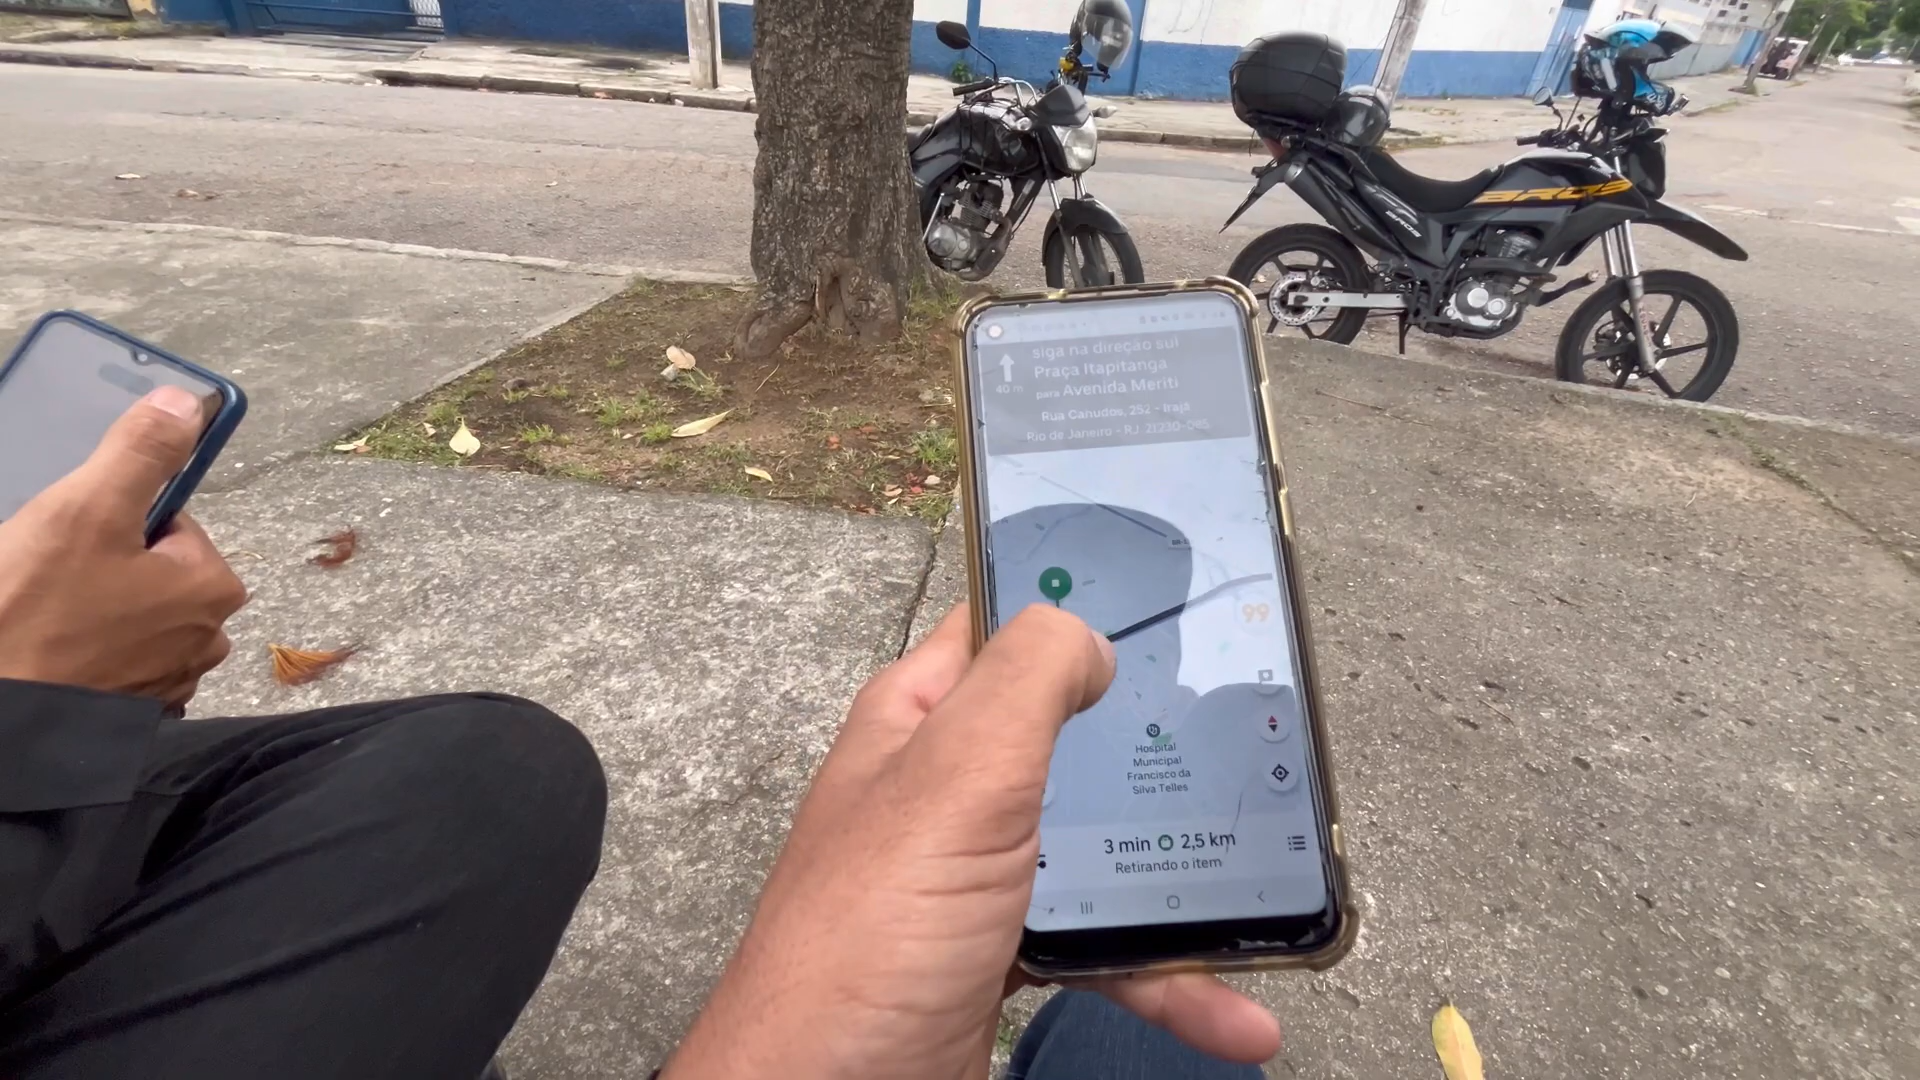 BROS
BROS
siga na direção sul
40 m
Praça Itapitanga
para Avenida Meriti
Rua Canudos, 252 - Irajá
Rio de Janeiro - RJ, 21230-085
99
Hospital
Municipal
Francisco da
Silva Telles
3 min 2,5 km
Retirando o item